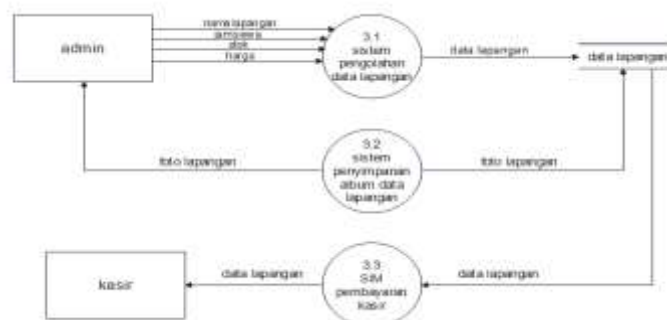 admin
nama lapangan
jam sewa
stok
harga
3.1
sistem
pengolahan
data lapangan
data lapangan
data lapangan
foto lapangan
3.2
sistem
penyimpanan
album data
lapangan
foto lapangan
kasir
data lapangan
3.3
SIM
pembayaran
kasir
data lapangan